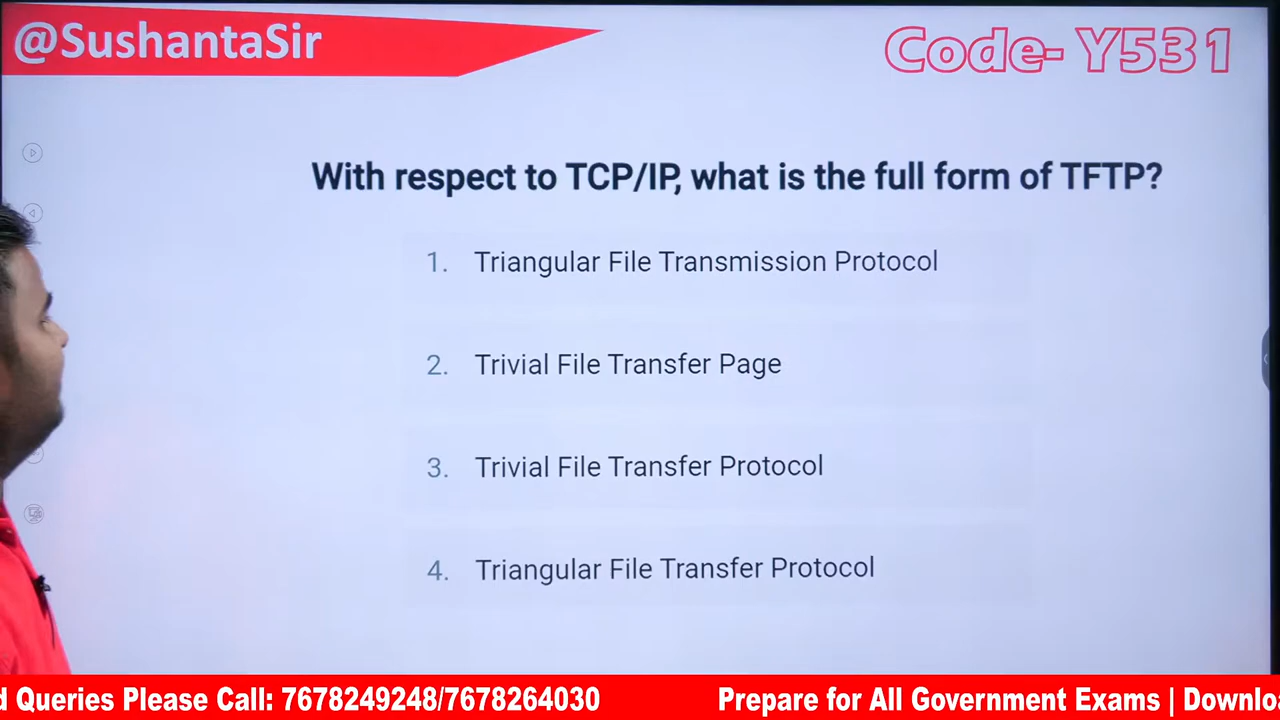 @SushantaSir
Code- Y531
With respect to TCP/IP, what is the full form of TFTP?
1. Triangular File Transmission Protocol
2. Trivial File Transfer Page
3. Trivial File Transfer Protocol
4. Triangular File Transfer Protocol
d Queries Please Call: 7678249248/7678264030 Prepare for All Government Exams | Downlo